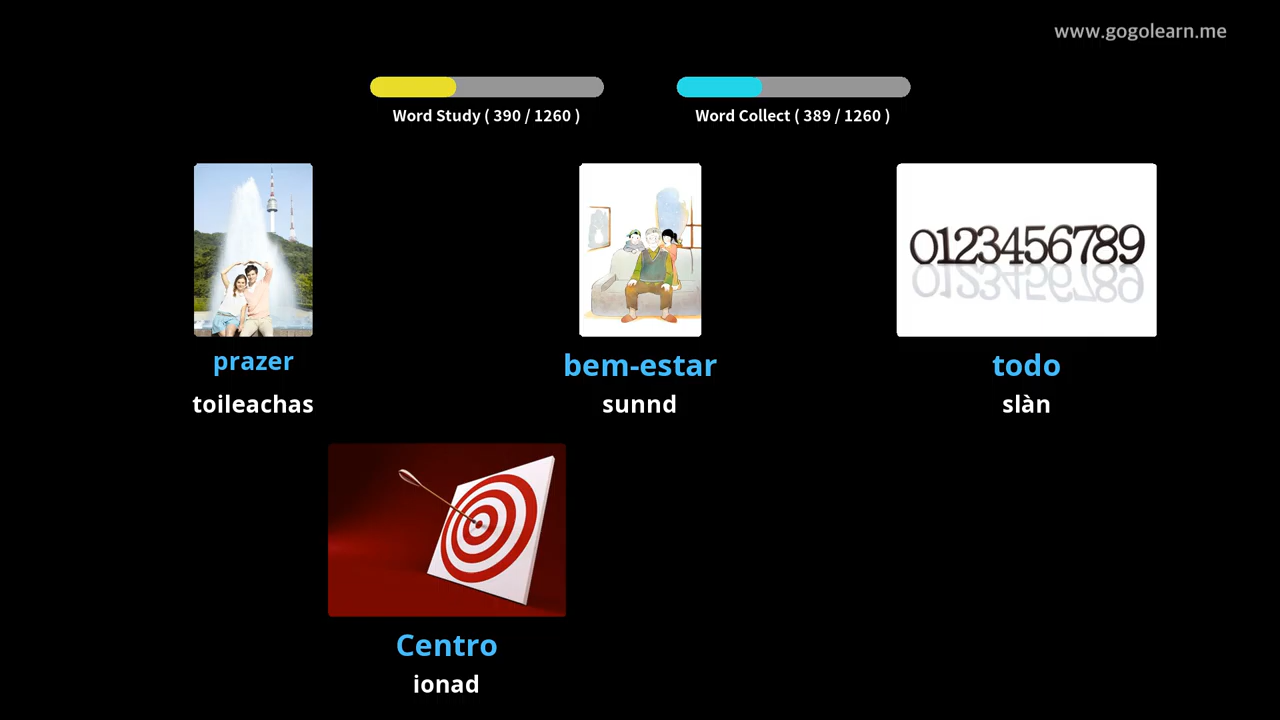 www.gogolearn.me
Word Study ( 390 / 1260 )
Word Collect ( 389 / 1260 )
0123456789
prazer
toileachas
bem-estar
sunnd
todo
slàn
Centro
ionad